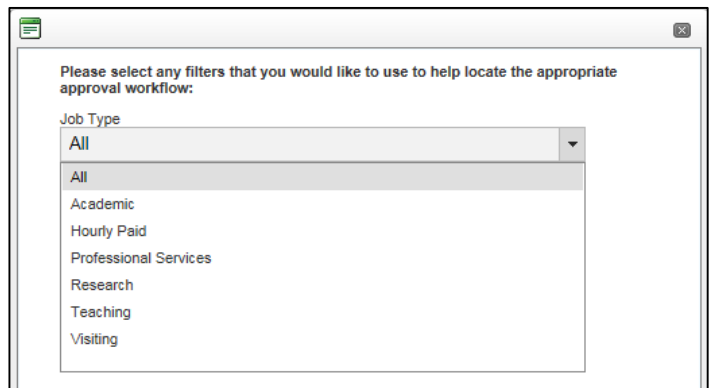 Please select any filters that you would like to use to help locate the appropriate
approval workflow:
Job Type
All
All
Academic
Hourly Paid
Professional Services
Research
Teaching
Visiting